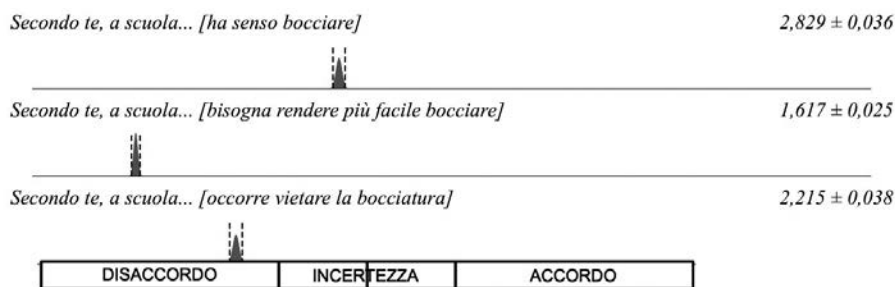 Secondo te, a scuola... [ha senso bocciare] 2,829 ± 0,036
Secondo te, a scuola... [bisogna rendere più facile bocciare] 1,617 ± 0,025
Secondo te, a scuola... [occorre vietare la bocciatura] 2,215 ± 0,038
DISACCORDO INCERTEZZA ACCORDO